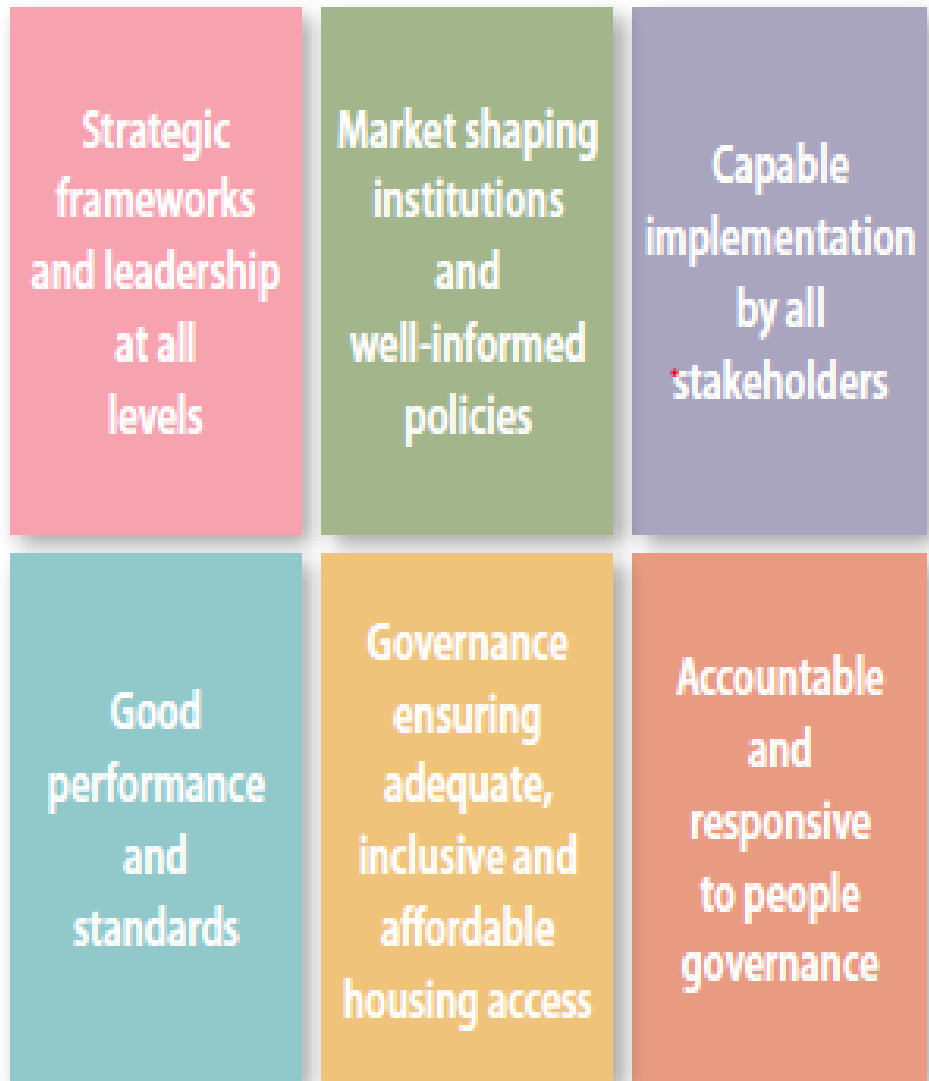 Strategic
frameworks
and leadership
at all
levels
Market shaping
institutions
and
well-informed
policies
Capable
implementation
by all
stakeholders
Good
performance
and
standards
Governance
ensuring
adequate,
inclusive and
affordable
housing access
Accountable
and
responsive
to people
governance